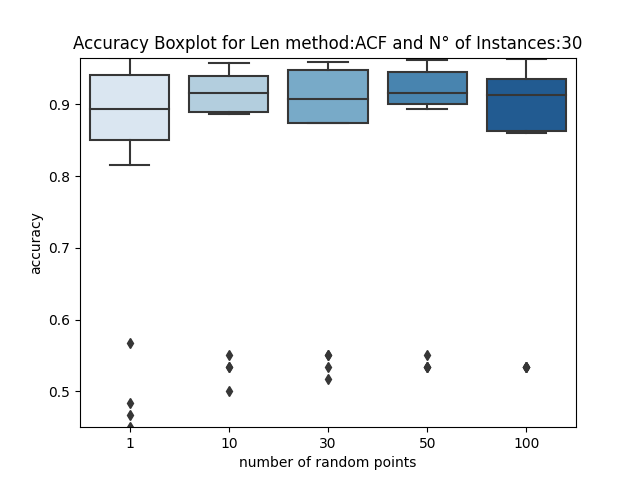 Accuracy Boxplot for Len method:ACF and N° of Instances:30
0.9
0.8
0.7
0.6
0.5
accuracy
1 10 30 50 100
number of random points